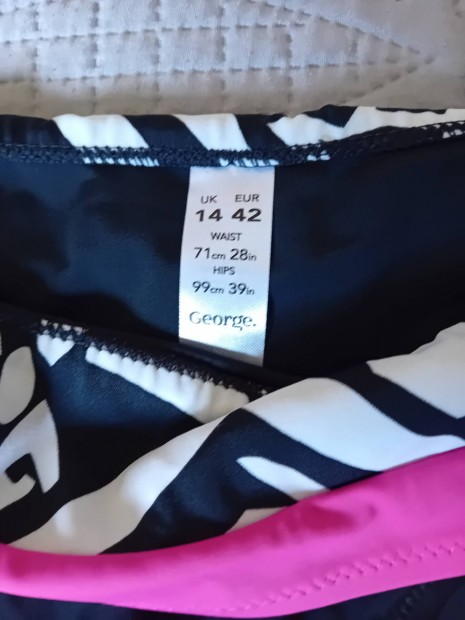 UK EUR
14 42
WAIST
71cm 28in
HIPS
99cm 39in
George.